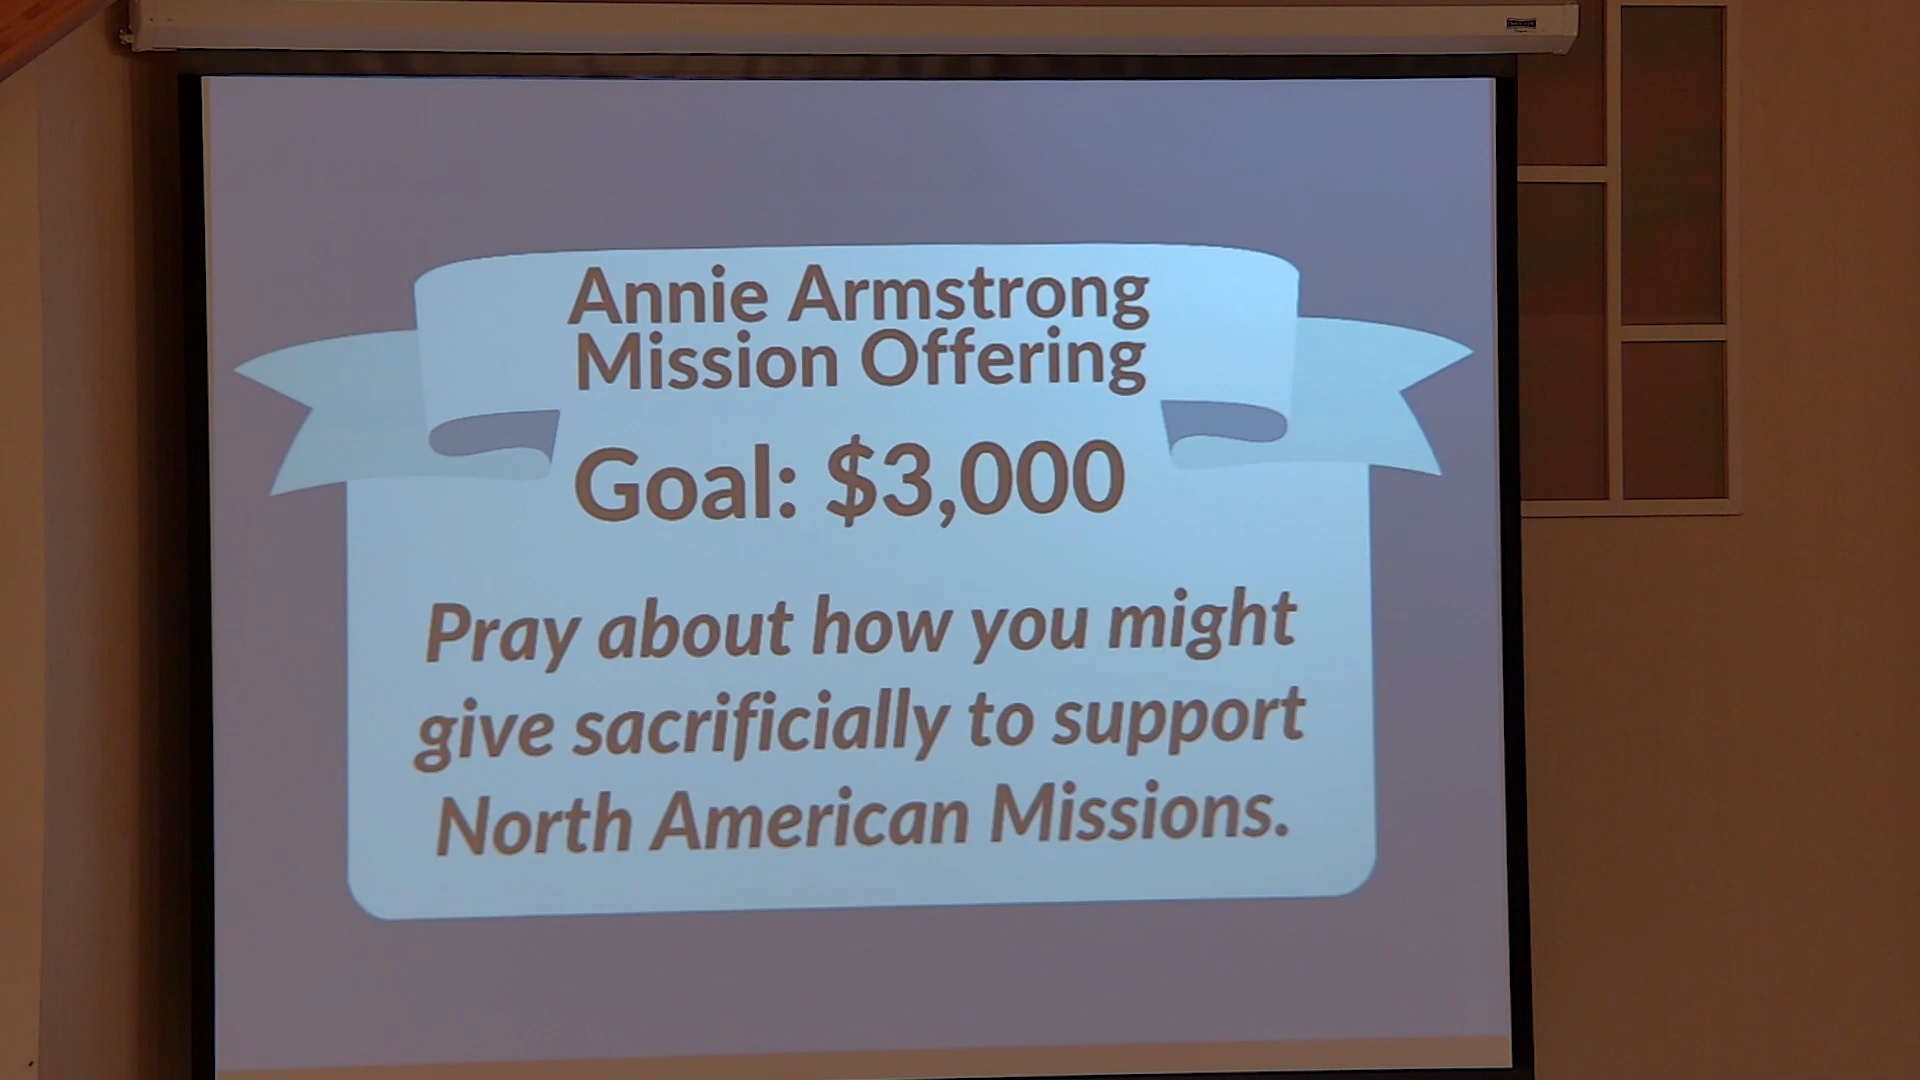 Annie Armstrong
Mission Offering
Goal: $3,000
Pray about how you might
give sacrificially to support
North American Missions.